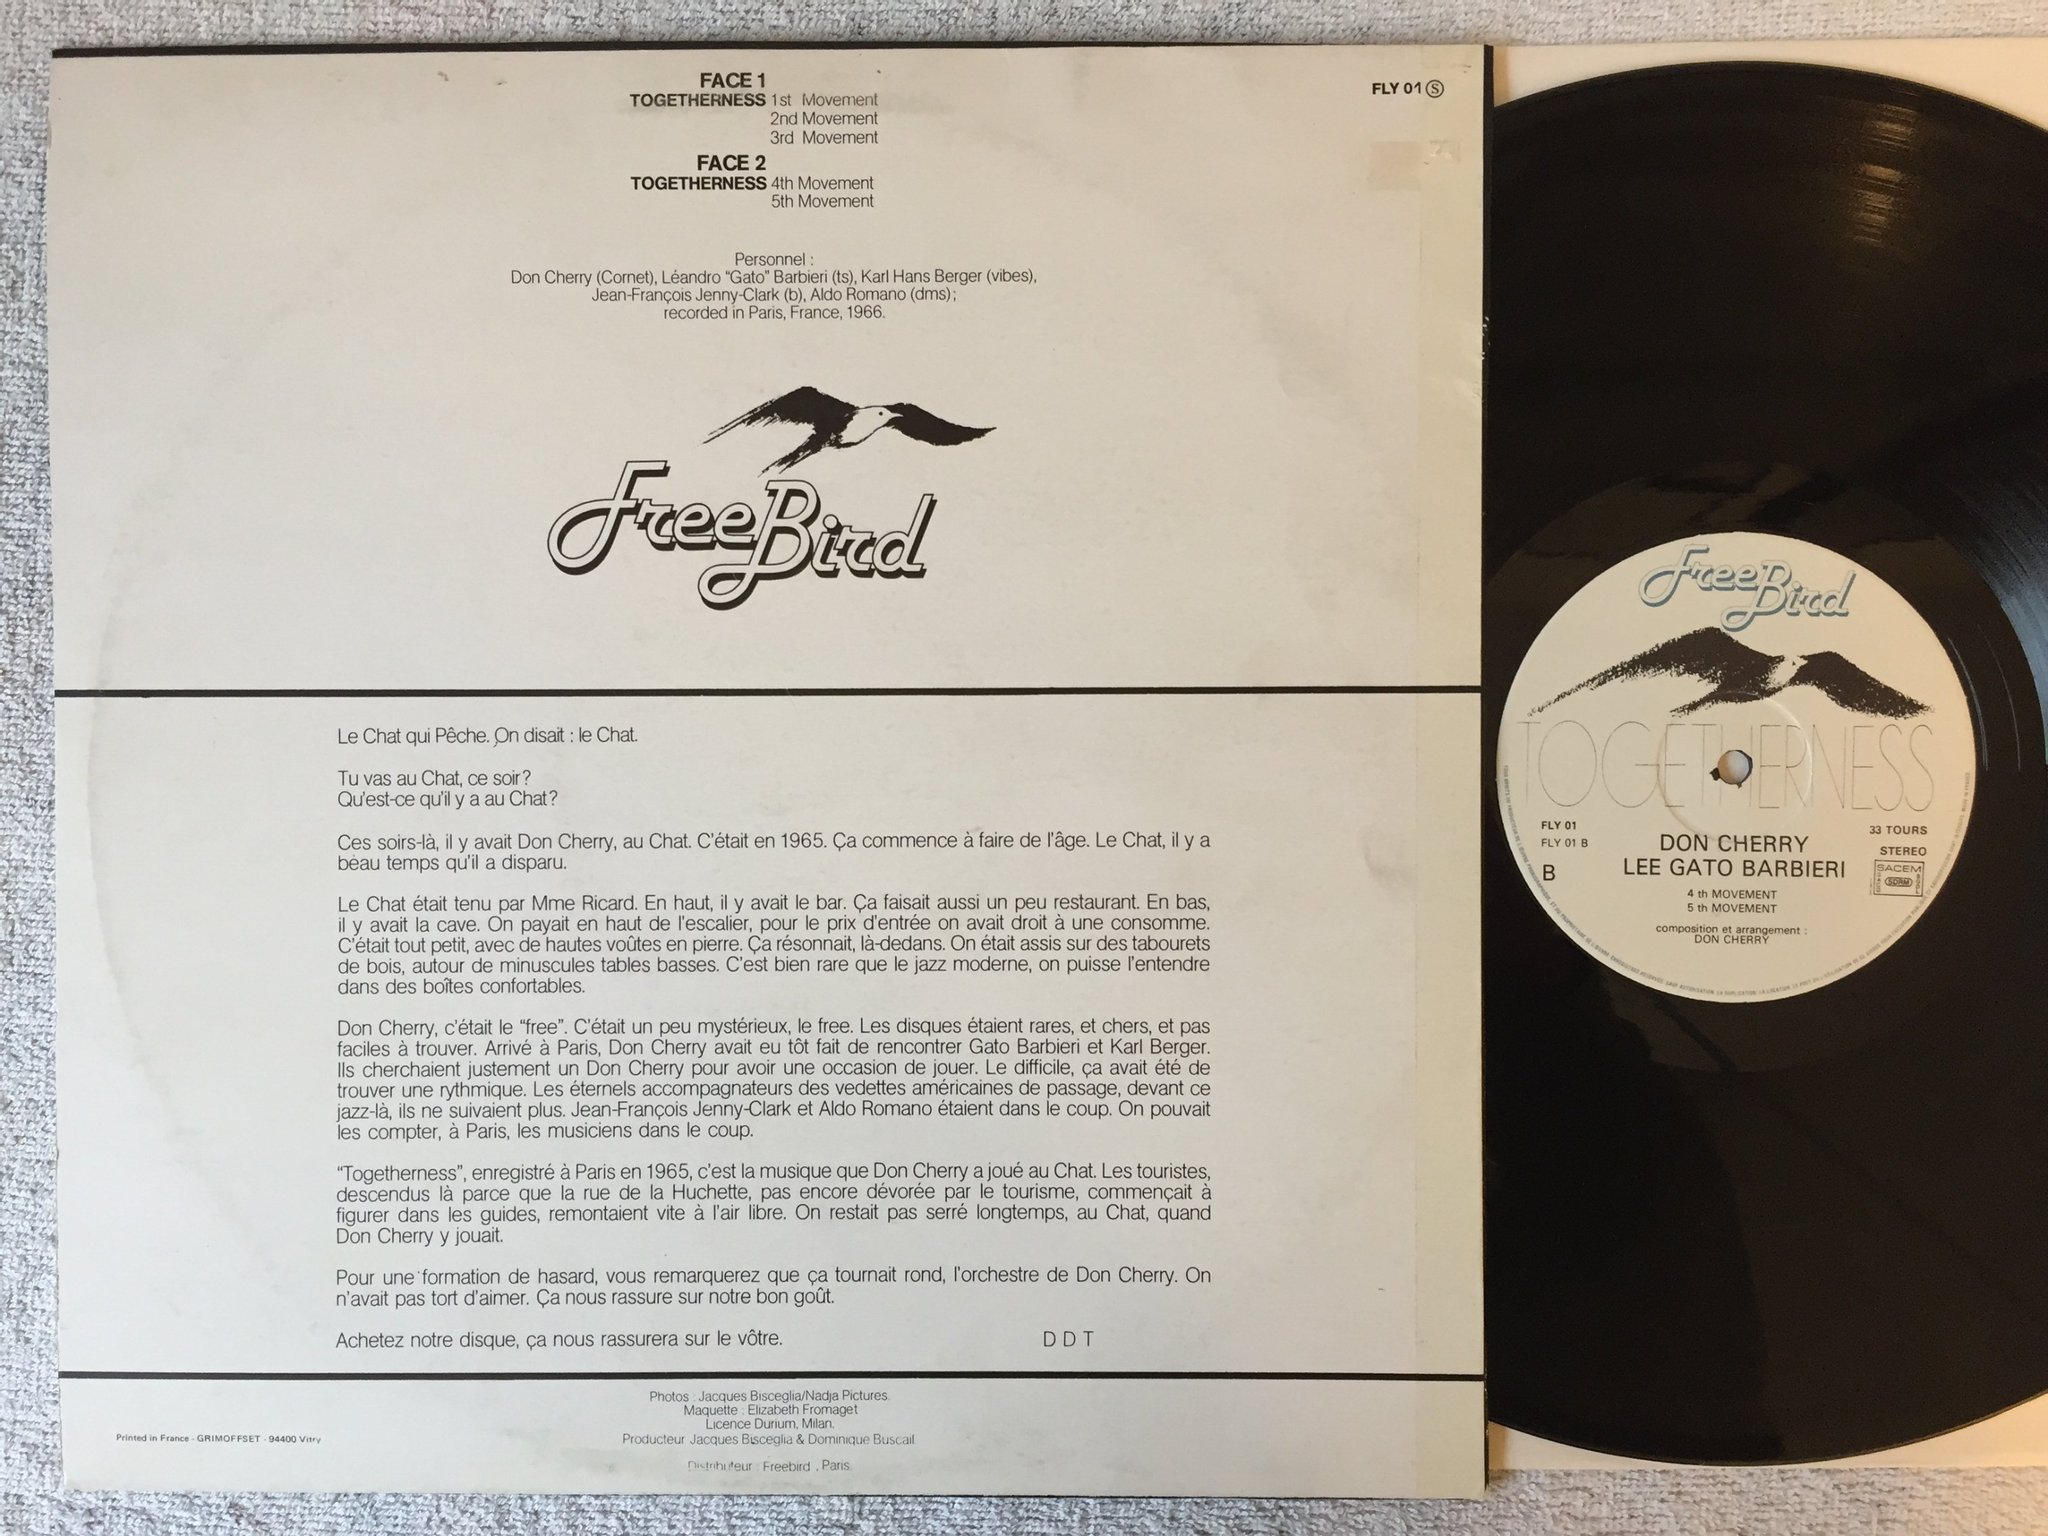 FACE 1
TOGETHERNESS 1st Movement
2nd Movement
3rd Movement
FACE 2
TOGETHERNESS 4th Movement
5th Movement
FLY 01 Ⓢ
Personnel :
Don Cherry (Cornet), Léandro “Gato” Barbieri (ts), Karl Hans Berger (vibes),
Jean-François Jenny-Clark (b), Aldo Romano (dms) ;
recorded in Paris, France, 1966.
Free Bird
Le Chat qui Pêche. On disait : le Chat.
Tu vas au Chat, ce soir ?
Qu’est-ce qu’il y a au Chat ?
Ces soirs-là, il y avait Don Cherry, au Chat. C’était en 1965. Ça commence à faire de l’âge. Le Chat, il y a
beau temps qu’il a disparu.
Le Chat était tenu par Mme Ricard. En haut, il y avait le bar. Ça faisait aussi un peu restaurant. En bas,
il y avait la cave. On payait en haut de l’escalier, pour le prix d’entrée on avait droit à une consomme.
C’était tout petit, avec de hautes voûtes en pierre. Ça résonnait, là-dedans. On était assis sur des tabourets
de bois, autour de minuscules tables basses. C’est bien rare que le jazz moderne, on puisse l’entendre
dans des boîtes confortables.
Don Cherry, c’était le “free”. C’était un peu mystérieux, le free. Les disques étaient rares, et chers, et pas
faciles à trouver. Arrivé à Paris, Don Cherry avait eu tôt fait de rencontrer Gato Barbieri et Karl Berger.
Ils cherchaient justement un Don Cherry pour avoir une occasion de jouer. Le difficile, ça avait été de
trouver une rythmique. Les éternels accompagnateurs des vedettes américaines de passage, devant ce
jazz-là, ils ne suivaient plus. Jean-François Jenny-Clark et Aldo Romano étaient dans le coup. On pouvait
les compter, à Paris, les musiciens dans le coup.
“Togetherness”, enregistré à Paris en 1965, c’est la musique que Don Cherry a joué au Chat. Les touristes,
descendus là parce que la rue de la Huchette, pas encore dévorée par le tourisme, commençait à
figurer dans les guides, remontaient vite à l’air libre. On restait pas serré longtemps, au Chat, quand
Don Cherry y jouait.
Pour une formation de hasard, vous remarquerez que ça tournait rond, l’orchestre de Don Cherry. On
n’avait pas tort d’aimer. Ça nous rassure sur notre bon goût.
Achetez notre disque, ça nous rassurera sur le vôtre. D D T
Photos : Jacques Bisceglia/Nadja Pictures.
Maquette : Elizabeth Fromaget
Licence Durium, Milan.
Producteur Jacques Bisceglia & Dominique Buscail
Distributeur : Freebird , Paris.
Printed in France - GRIMOFFSET - 94400 Vitry
Free Bird
TOGETHERNESS
FLY 01
FLY 01 B
B
33 TOURS
STEREO
SACEM
SDRM
DON CHERRY
LEE GATO BARBIERI
4 th MOVEMENT
5 th MOVEMENT
composition et arrangement :
DON CHERRY